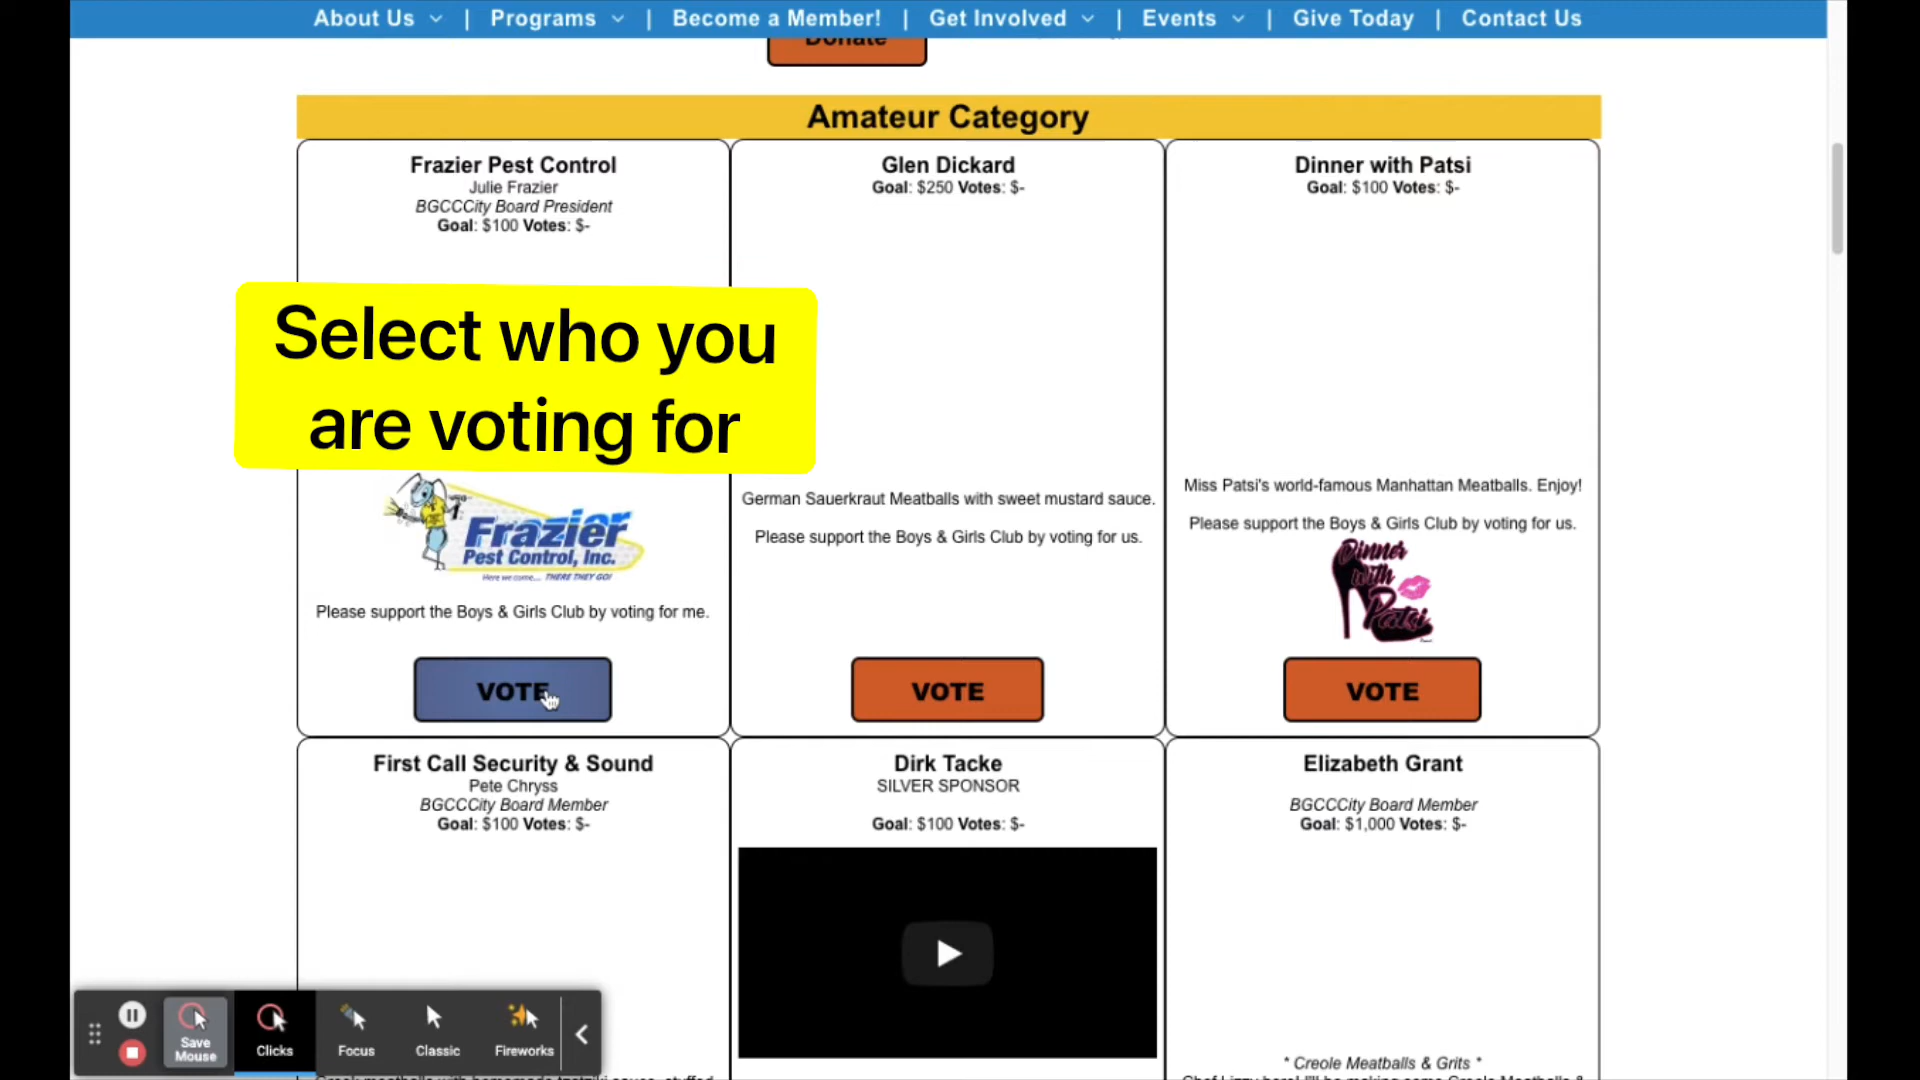 About Us | Programs | Become a Member! | Get Involved | Events | Give Today | Contact Us
Donate
Amateur Category
Frazier Pest Control
Julie Frazier
BGCCCity Board President
Goal: $100 Votes: $-
Glen Dickard
Goal: $250 Votes: $-
Dinner with Patsi
Goal: $100 Votes: $-
Select who you
are voting for
Frazier
Pest Control, Inc.
Here we come... THERE THEY GO!
Please support the Boys & Girls Club by voting for me.
VOTE
German Sauerkraut Meatballs with sweet mustard sauce.
Please support the Boys & Girls Club by voting for us.
VOTE
Miss Patsi's world-famous Manhattan Meatballs. Enjoy!
Please support the Boys & Girls Club by voting for us.
Dinner
with
Patsi
VOTE
First Call Security & Sound
Pete Chryss
BGCCCity Board Member
Goal: $100 Votes: $-
Dirk Tacke
SILVER SPONSOR
Goal: $100 Votes: $-
Elizabeth Grant
BGCCCity Board Member
Goal: $1,000 Votes: $-
* Creole Meatballs & Grits *
Save
Mouse
Clicks
Focus
Classic
Fireworks